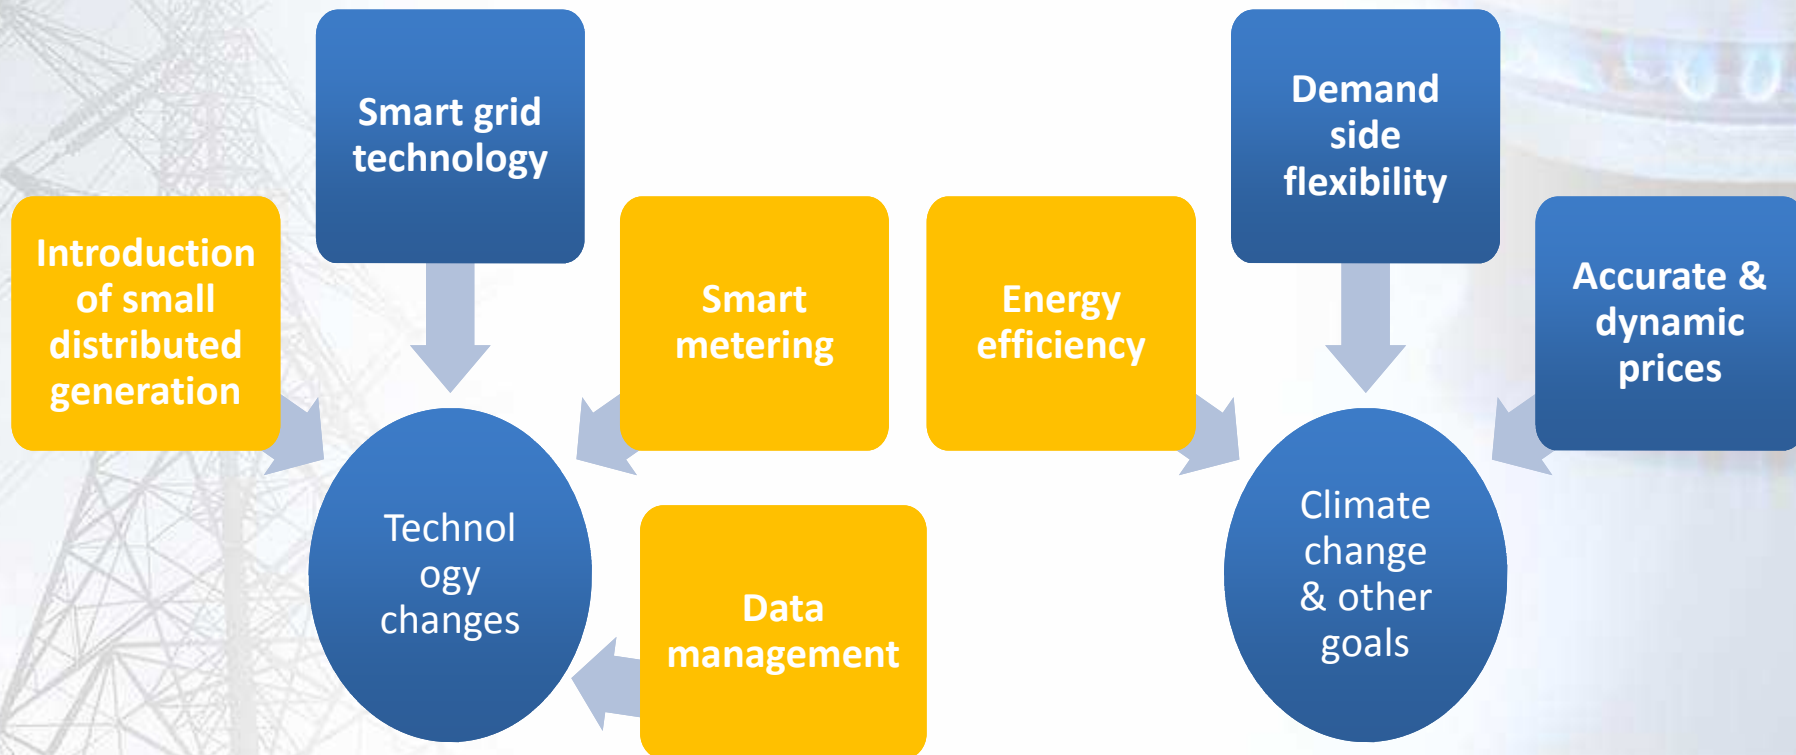 Smart grid
technology
Demand
side
flexibility
Introduction
of small
distributed
generation
Smart
metering
Energy
efficiency
Accurate &
dynamic
prices
Technol
ogy
changes
Data
management
Climate
change
& other
goals